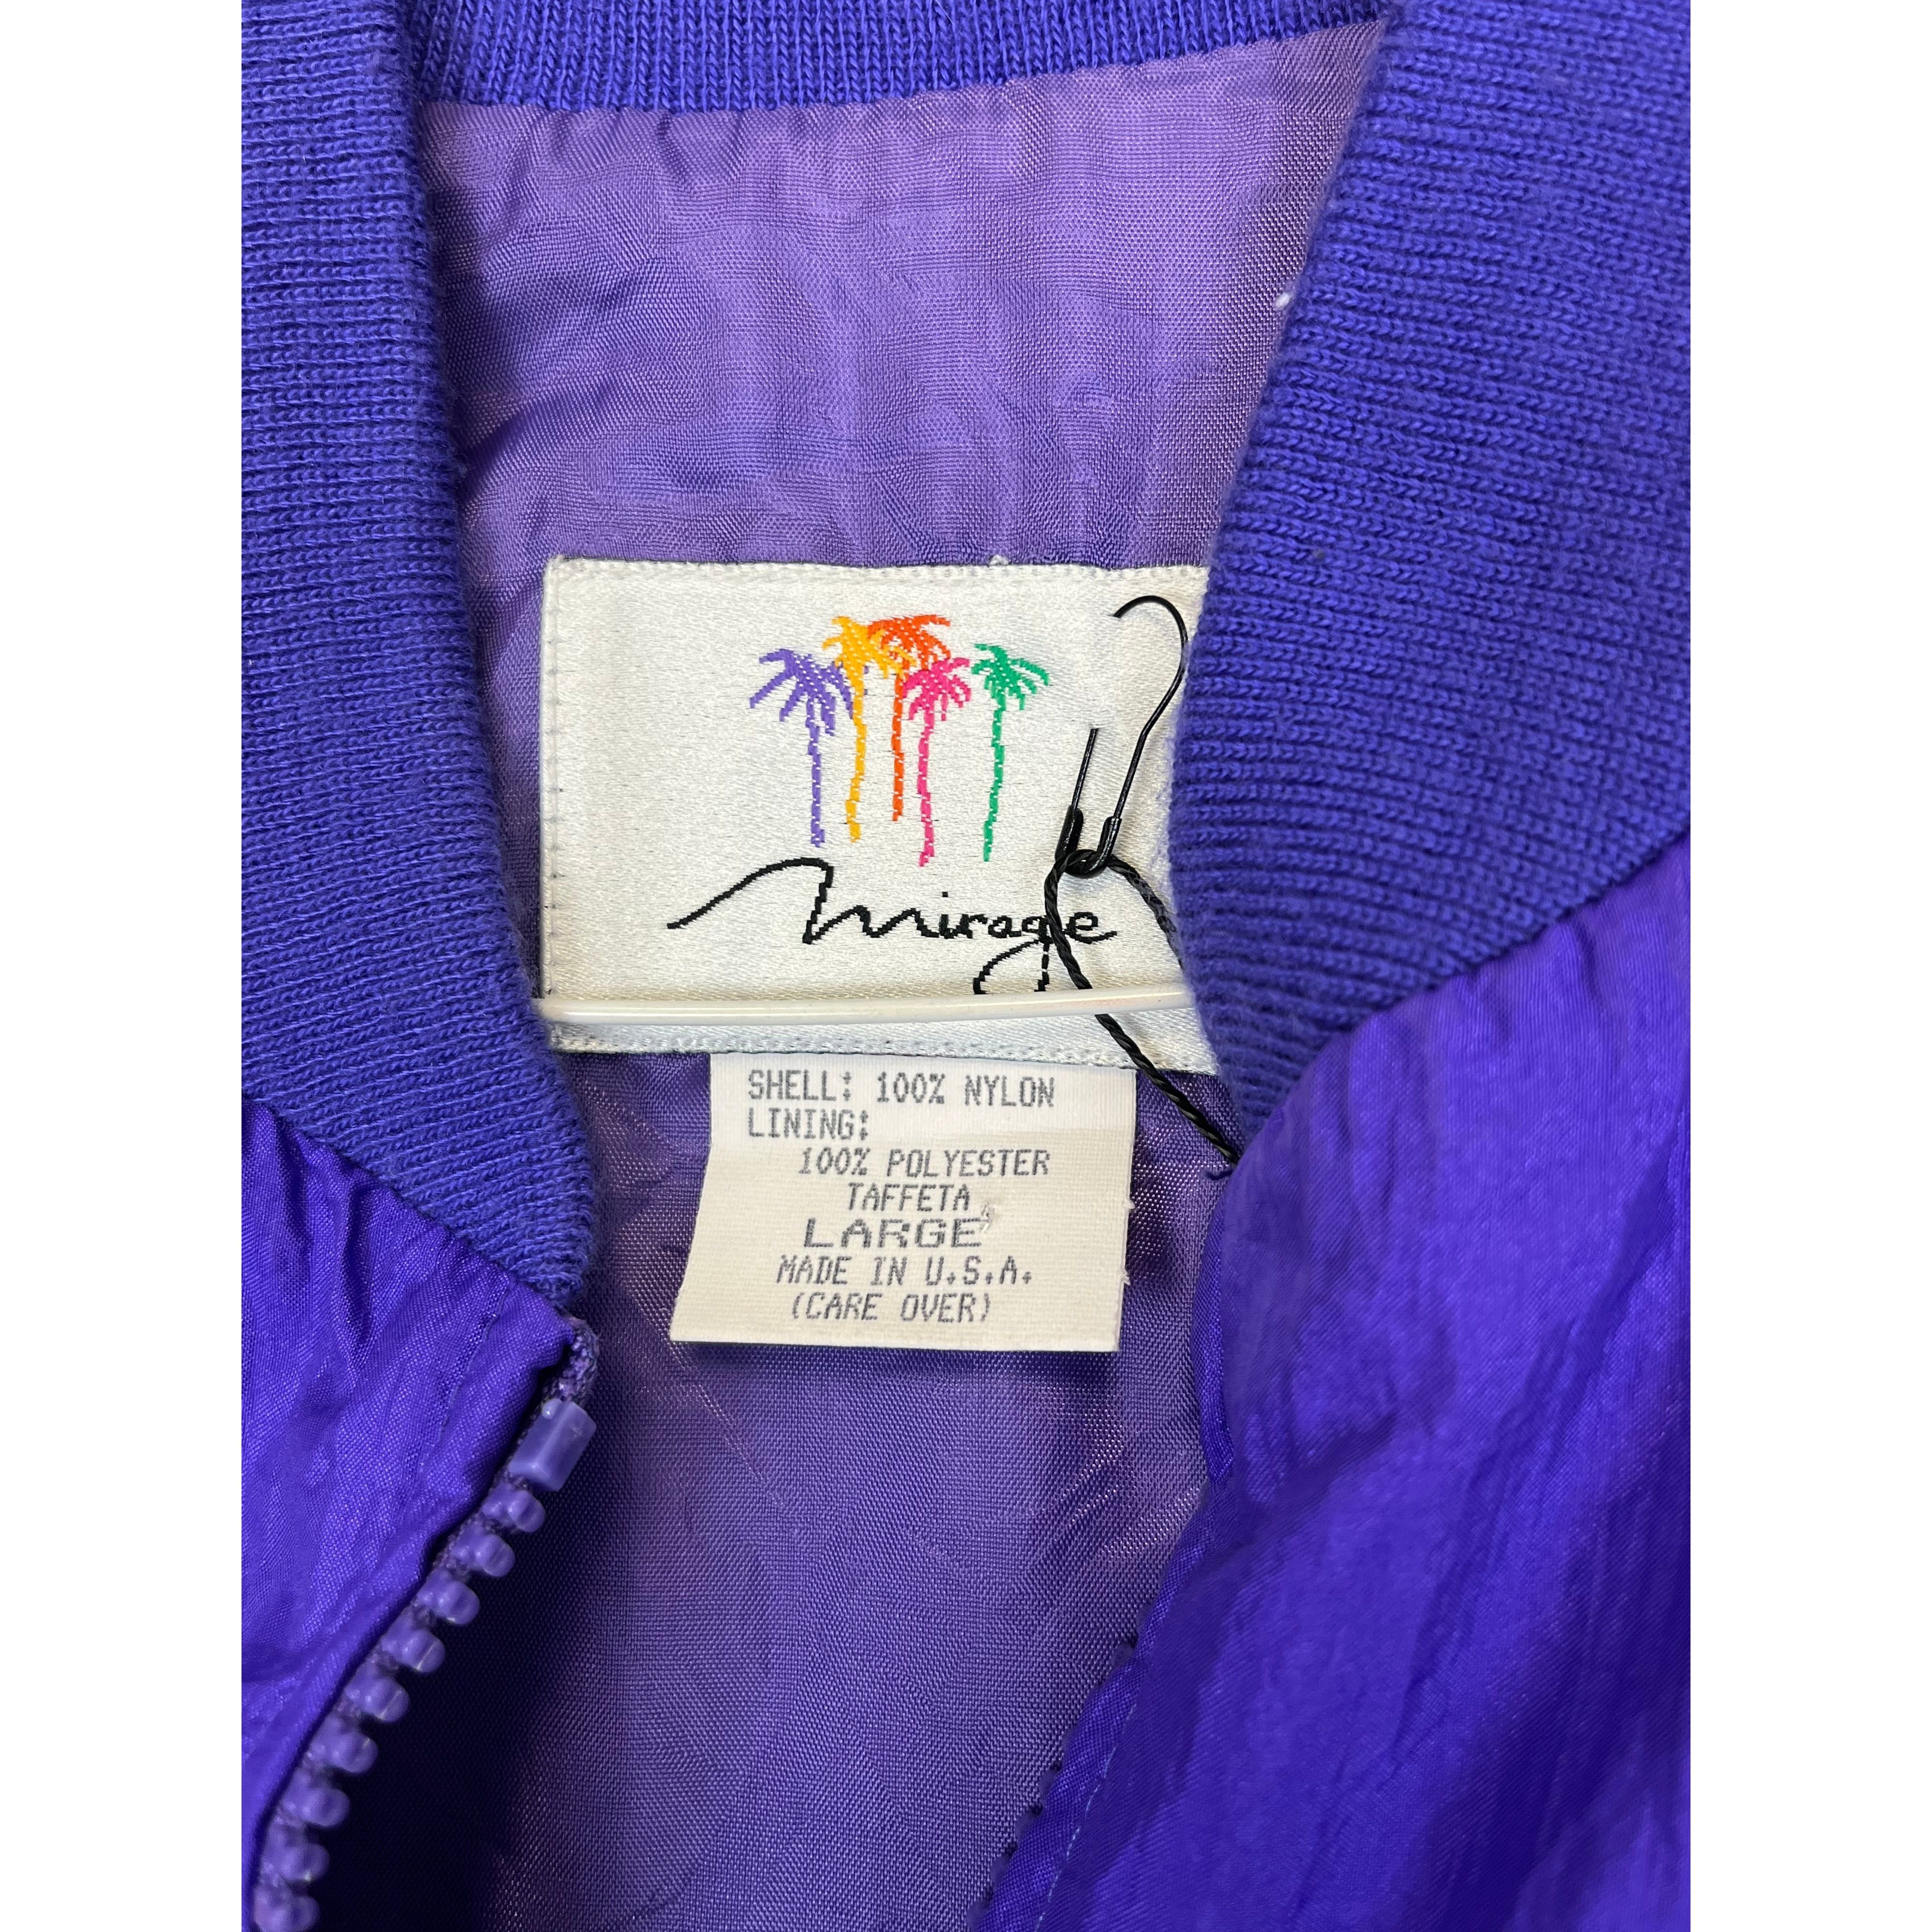 mirage
SHELL: 100% NYLON
LINING:
100% POLYESTER
TAFFETA
LARGE
MADE IN U.S.A.
(CARE OVER)